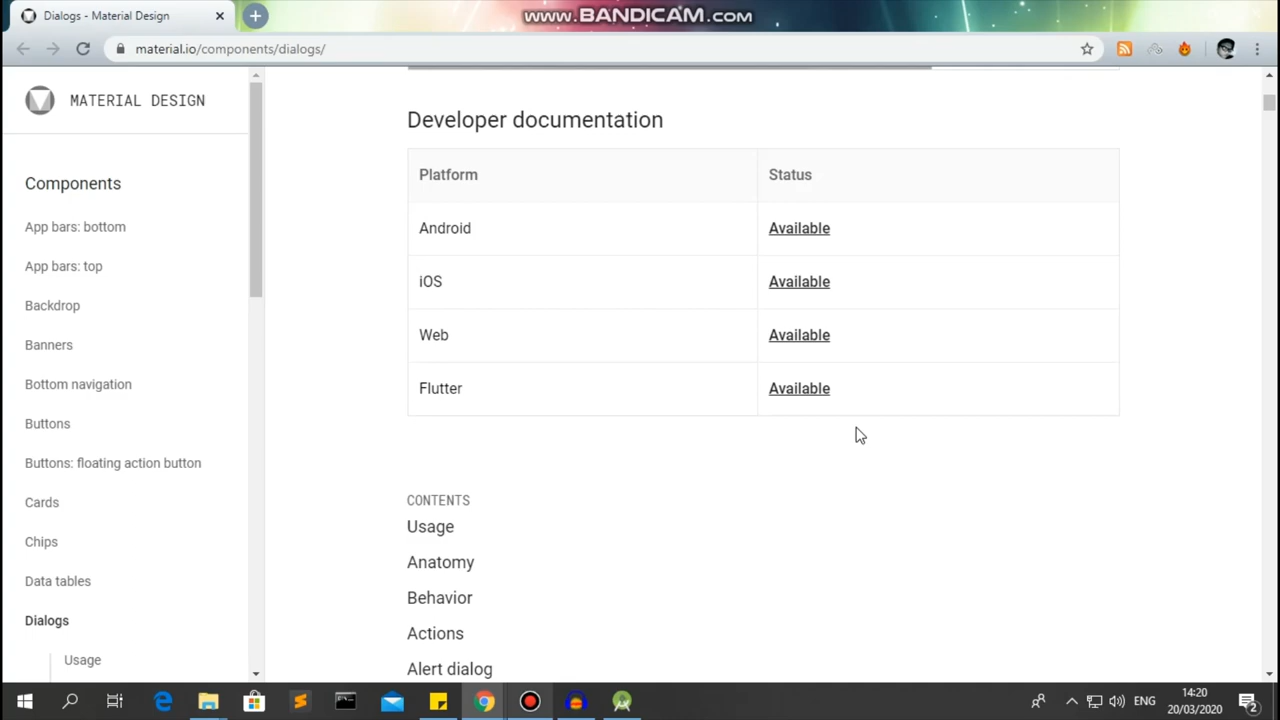 Dialogs - Material Design
www.BANDICAM.com
material.io/components/dialogs/
MATERIAL DESIGN
Components
App bars: bottom
App bars: top
Backdrop
Banners
Bottom navigation
Buttons
Buttons: floating action button
Cards
Chips
Data tables
Dialogs
Usage
Developer documentation
Platform Status
Android Available
iOS Available
Web Available
Flutter Available
CONTENTS
Usage
Anatomy
Behavior
Actions
Alert dialog
ENG
14:20
20/03/2020
2